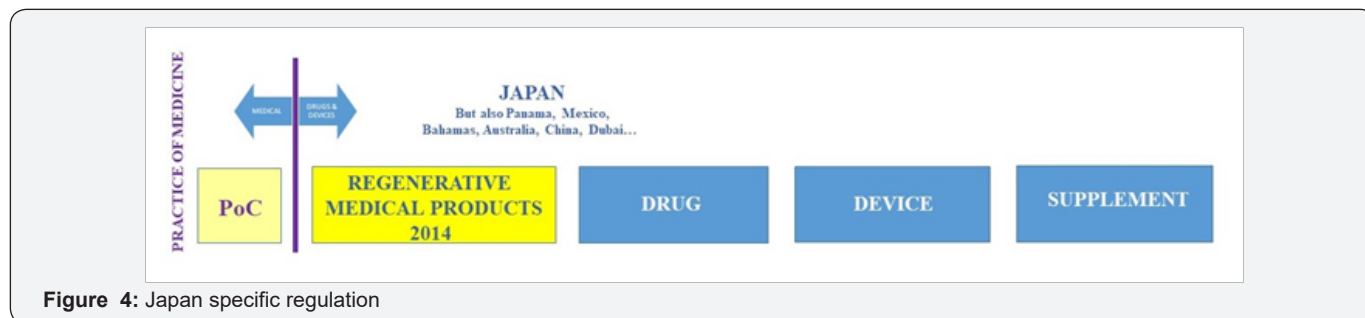 PRACTICE OF MEDICINE
MEDICAL
DRUGS &
DEVICES
JAPAN
But also Panama, Mexico,
Bahamas, Australia, China, Dubai...
PoC
REGENERATIVE
MEDICAL PRODUCTS
2014
DRUG
DEVICE
SUPPLEMENT
Figure 4: Japan specific regulation